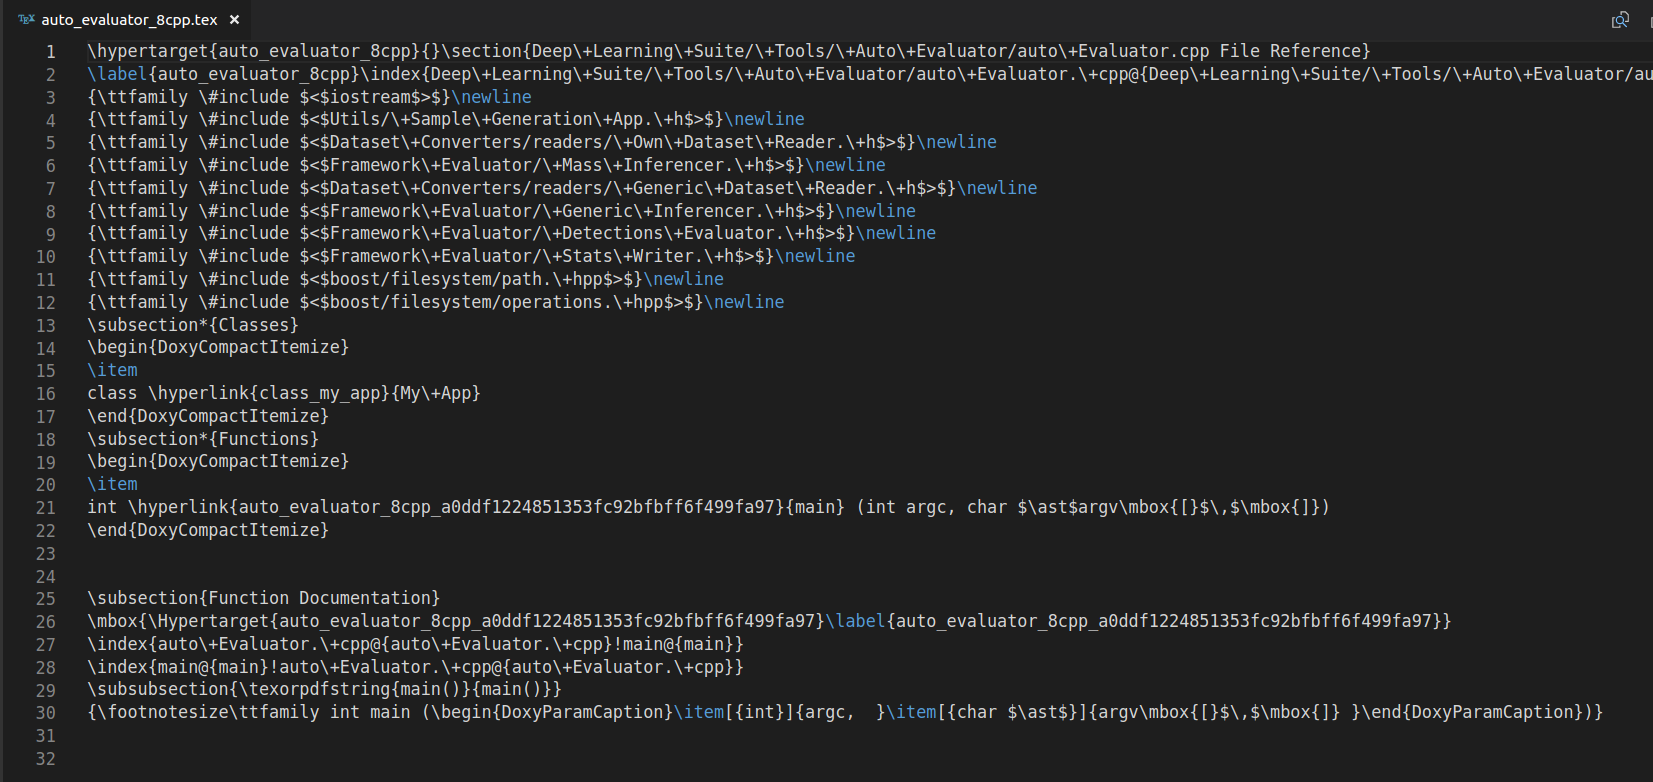 TEX auto_evaluator_8cpp.tex ×
1 \hypertarget{auto_evaluator_8cpp}{}\section{Deep\+Learning\+Suite/\+Tools/\+Auto\+Evaluator/auto\+Evaluator.cpp File Reference}
2 \label{auto_evaluator_8cpp}\index{Deep\+Learning\+Suite/\+Tools/\+Auto\+Evaluator/auto\+Evaluator.\+cpp@{Deep\+Learning\+Suite/\+Tools/\+Auto\+Evaluator/au
3 {\ttfamily \#include $<$iostream$>$}\newline
4 {\ttfamily \#include $<$Utils/\+Sample\+Generation\+App.\+h$>$}\newline
5 {\ttfamily \#include $<$Dataset\+Converters/readers/\+Own\+Dataset\+Reader.\+h$>$}\newline
6 {\ttfamily \#include $<$Framework\+Evaluator/\+Mass\+Inferencer.\+h$>$}\newline
7 {\ttfamily \#include $<$Dataset\+Converters/readers/\+Generic\+Dataset\+Reader.\+h$>$}\newline
8 {\ttfamily \#include $<$Framework\+Evaluator/\+Generic\+Inferencer.\+h$>$}\newline
9 {\ttfamily \#include $<$Framework\+Evaluator/\+Detections\+Evaluator.\+h$>$}\newline
10 {\ttfamily \#include $<$Framework\+Evaluator/\+Stats\+Writer.\+h$>$}\newline
11 {\ttfamily \#include $<$boost/filesystem/path.\+hpp$>$}\newline
12 {\ttfamily \#include $<$boost/filesystem/operations.\+hpp$>$}\newline
13 \subsection*{Classes}
14 \begin{DoxyCompactItemize}
15 \item
16 class \hyperlink{class_my_app}{My\+App}
17 \end{DoxyCompactItemize}
18 \subsection*{Functions}
19 \begin{DoxyCompactItemize}
20 \item
21 int \hyperlink{auto_evaluator_8cpp_a0ddf1224851353fc92bfbff6f499fa97}{main} (int argc, char $\ast$argv\mbox{[}$\,$\mbox{]})
22 \end{DoxyCompactItemize}
23
24
25 \subsection{Function Documentation}
26 \mbox{\Hypertarget{auto_evaluator_8cpp_a0ddf1224851353fc92bfbff6f499fa97}\label{auto_evaluator_8cpp_a0ddf1224851353fc92bfbff6f499fa97}}
27 \index{auto\+Evaluator.\+cpp@{auto\+Evaluator.\+cpp}!main@{main}}
28 \index{main@{main}!auto\+Evaluator.\+cpp@{auto\+Evaluator.\+cpp}}
29 \subsubsection{\texorpdfstring{main()}{main()}}
30 {\footnotesize\ttfamily int main (\begin{DoxyParamCaption}\item[{int}]{argc,  }\item[{char $\ast$}]{argv\mbox{[}$\,$\mbox{]} }\end{DoxyParamCaption})}
31
32